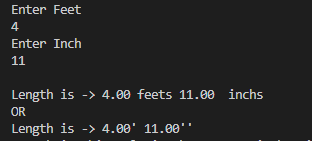 Enter Feet
4
Enter Inch
11
Length is -> 4.00 feets 11.00  inchs
OR
Length is -> 4.00' 11.00''